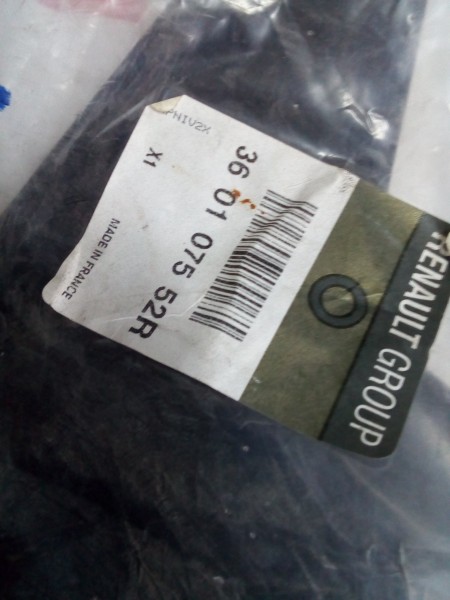 36 01 075 52R
X1
MADE IN FRANCE
RENAULT GROUP